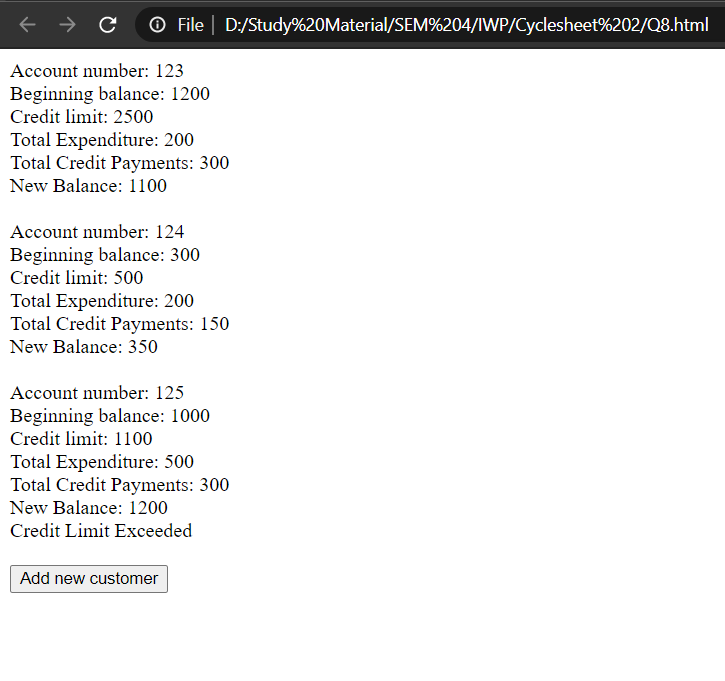 File D:/Study%20Material/SEM%204/IWP/Cyclesheet%202/Q8.html
Account number: 123
Beginning balance: 1200
Credit limit: 2500
Total Expenditure: 200
Total Credit Payments: 300
New Balance: 1100
Account number: 124
Beginning balance: 300
Credit limit: 500
Total Expenditure: 200
Total Credit Payments: 150
New Balance: 350
Account number: 125
Beginning balance: 1000
Credit limit: 1100
Total Expenditure: 500
Total Credit Payments: 300
New Balance: 1200
Credit Limit Exceeded
Add new customer